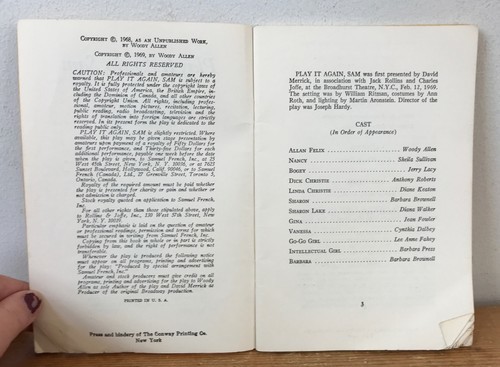 COPYRIGHT ©, 1968, AS AN UNPUBLISHED WORK,
BY WOODY ALLEN
COPYRIGHT ©, 1969, BY WOODY ALLEN
ALL RIGHTS RESERVED
CAUTION: Professionals and amateurs are hereby
warned that PLAY IT AGAIN, SAM is subject to a
royalty. It is fully protected under the copyright laws of the
United States of America, the British Empire, in-
cluding the Dominion of Canada, and all other countries
of the Copyright Union. All rights, including profes-
sional, amateur, motion pictures, recitation, lecturing,
public reading, radio broadcasting, television and the
rights of translation into foreign languages are strictly
reserved. In its present form the play is dedicated to the
reading public only.
PLAY IT AGAIN, SAM is slightly restricted. Where
available, this play may be given stage presentation by
amateurs upon payment of a royalty of Fifty Dollars for
the first performance, and Thirty-five Dollars for each
additional performance, payable one week before the date
when the play is given, to Samuel French, Inc., at 25
West 45th Street, New York, N. Y. 10036, or to 7623
Sunset Boulevard, Hollywood, Calif. 90046, or to Samuel
French (Canada), Ltd., 27 Grenville Street, Toronto 5,
Ontario, Canada.
Royalty of the required amount must be paid whether
the play is presented for charity or gain and whether or
not admission is charged.
Stock royalty quoted on application to Samuel French,
Inc.
For all other rights than those stipulated above, apply
to Rollins & Joffe, Inc., 130 West 57th Street, New
York, N. Y. 10019.
Particular emphasis is laid on the question of amateur
or professional readings, permission and terms for which
must be secured in writing from Samuel French, Inc.
Copying from this book in whole or in part is strictly
forbidden by law, and the right of performance is not
transferable.
Whenever the play is produced the following notice
must appear on all programs, printing and advertising
for the play: "Produced by special arrangement with
Samuel French, Inc."
Amateur and stock producers must give credit on all
programs, printing and advertising for the play to Woody
Allen as sole Author of the play and David Merrick as
Producer of the original Broadway production.
PRINTED IN U. S. A.
Press and bindery of The Conway Printing Co.
New York
PLAY IT AGAIN, SAM was first presented by David
Merrick, in association with Jack Rollins and Charles
Joffe, at the Broadhurst Theatre, N.Y.C., Feb. 12, 1969.
The setting was by William Ritman, costumes by Ann
Roth, and lighting by Martin Aronstein. Director of the
play was Joseph Hardy.
CAST
(In Order of Appearance)
ALLAN FELIX Woody Allen
NANCY Sheila Sullivan
BOGEY Jerry Lacy
DICK CHRISTIE Anthony Roberts
LINDA CHRISTIE Diane Keaton
SHARON Barbara Brownell
SHARON LAKE Diana Walker
GINA Jean Fowler
VANESSA Cynthia Dalbey
GO-GO GIRL Lee Anne Fahey
INTELLECTUAL GIRL Barbara Press
BARBARA Barbara Brownell
3